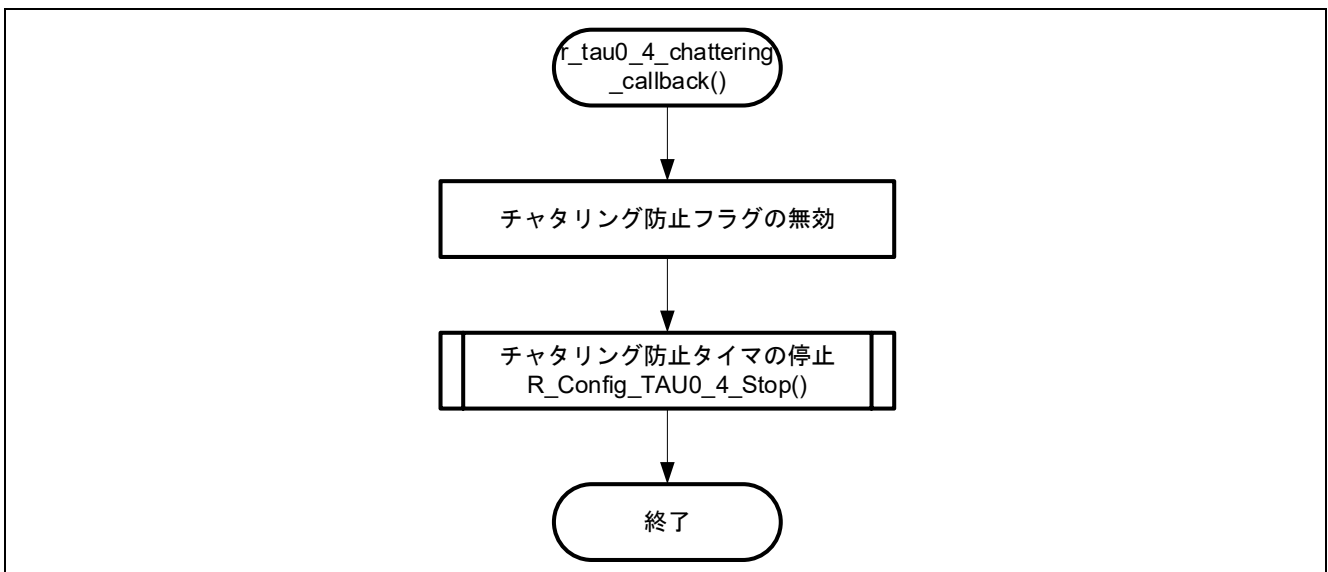 r_tau0_4_chattering
_callback()
チャタリング防止フラグの無効
チャタリング防止タイマの停止
R_Config_TAU0_4_Stop()
終了